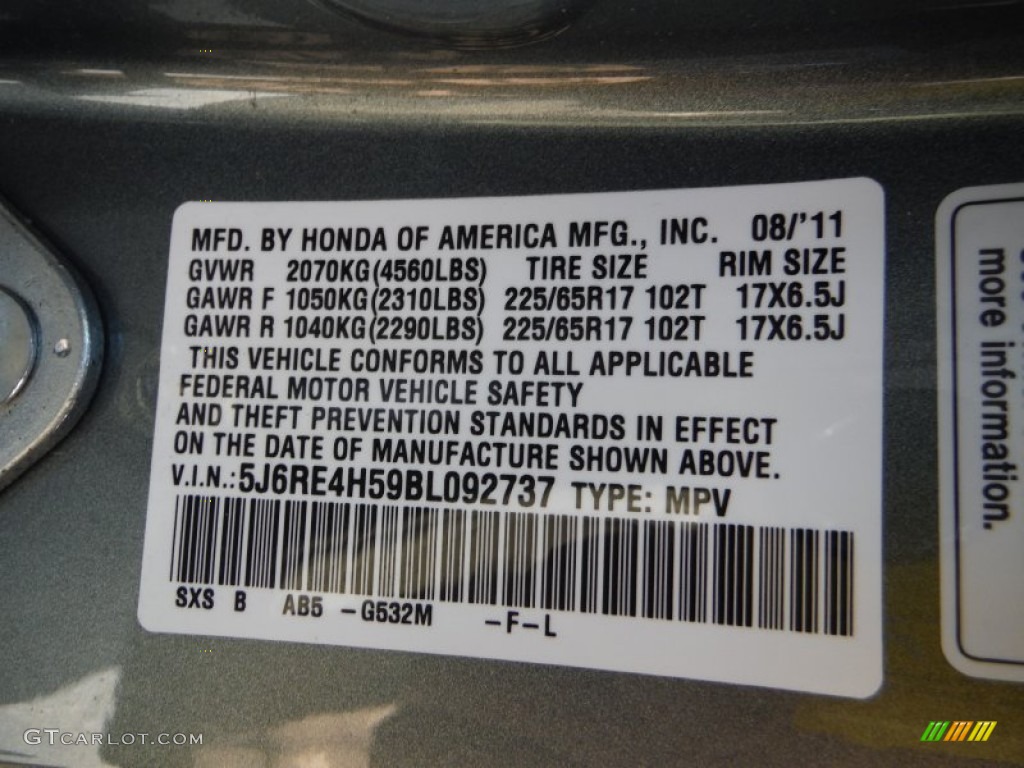 MFD. BY HONDA OF AMERICA MFG., INC. 08/'11
GVWR 2070KG(4560LBS) TIRE SIZE RIM SIZE
GAWR F 1050KG(2310LBS) 225/65R17 102T 17X6.5J
GAWR R 1040KG(2290LBS) 225/65R17 102T 17X6.5J
THIS VEHICLE CONFORMS TO ALL APPLICABLE
FEDERAL MOTOR VEHICLE SAFETY
AND THEFT PREVENTION STANDARDS IN EFFECT
ON THE DATE OF MANUFACTURE SHOWN ABOVE.
V.I.N.:5J6RE4H59BL092737 TYPE: MPV
SXS B AB5 -G532M -F-L
more information.
GTCARLOT.COM